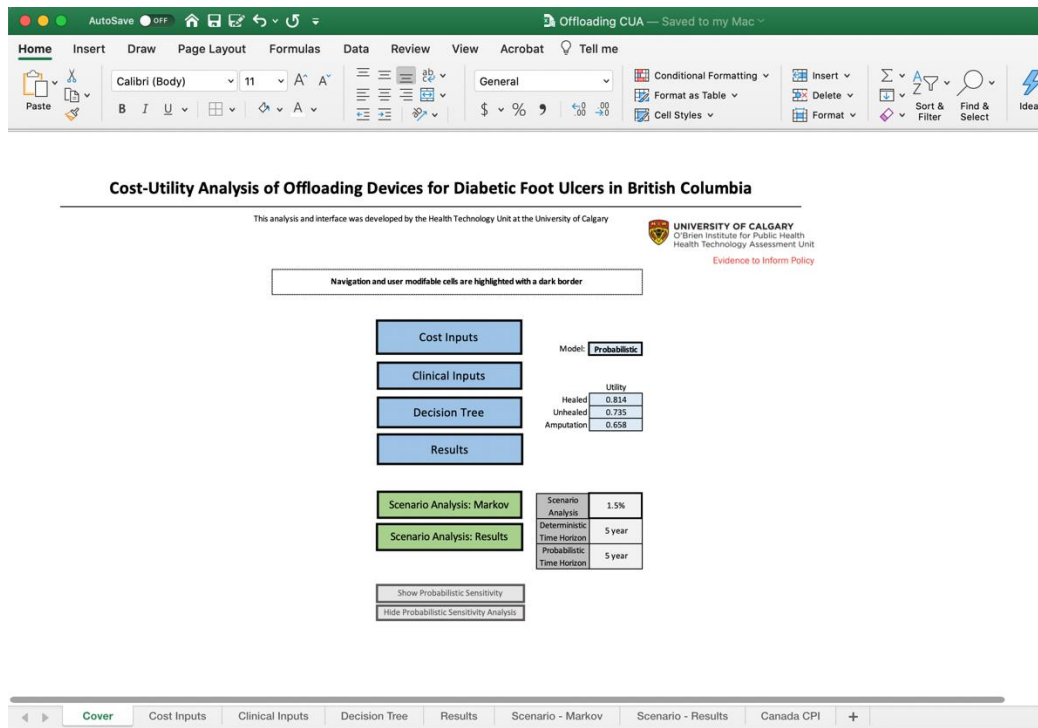 AutoSave OFF Offloading CUA — Saved to my Mac
Home Insert Draw Page Layout Formulas Data Review View Acrobat Tell me
Paste
Calibri (Body) 11 A^ A˅
B I U A
ab
General
$ % 9 .00 .00
Conditional Formatting
Format as Table
Cell Styles
Insert
Delete
Format
Sort &
Filter
Find &
Select
Idea
Cost-Utility Analysis of Offloading Devices for Diabetic Foot Ulcers in British Columbia
This analysis and interface was developed by the Health Technology Unit at the University of Calgary
UNIVERSITY OF CALGARY
O'Brien Institute for Public Health
Health Technology Assessment Unit
Evidence to Inform Policy
Navigation and user modifable cells are highlighted with a dark border
Cost Inputs
Clinical Inputs
Decision Tree
Results
Model: Probabilistic
Utility
Healed 0.814
Unhealed 0.735
Amputation 0.658
Scenario Analysis: Markov
Scenario Analysis: Results
Scenario
Analysis
1.5%
Deterministic
Time Horizon
5 year
Probabilistic
Time Horizon
5 year
Show Probabilistic Sensitivity
Hide Probabilistic Sensitivity Analysis
Cover Cost Inputs Clinical Inputs Decision Tree Results Scenario - Markov Scenario - Results Canada CPI +